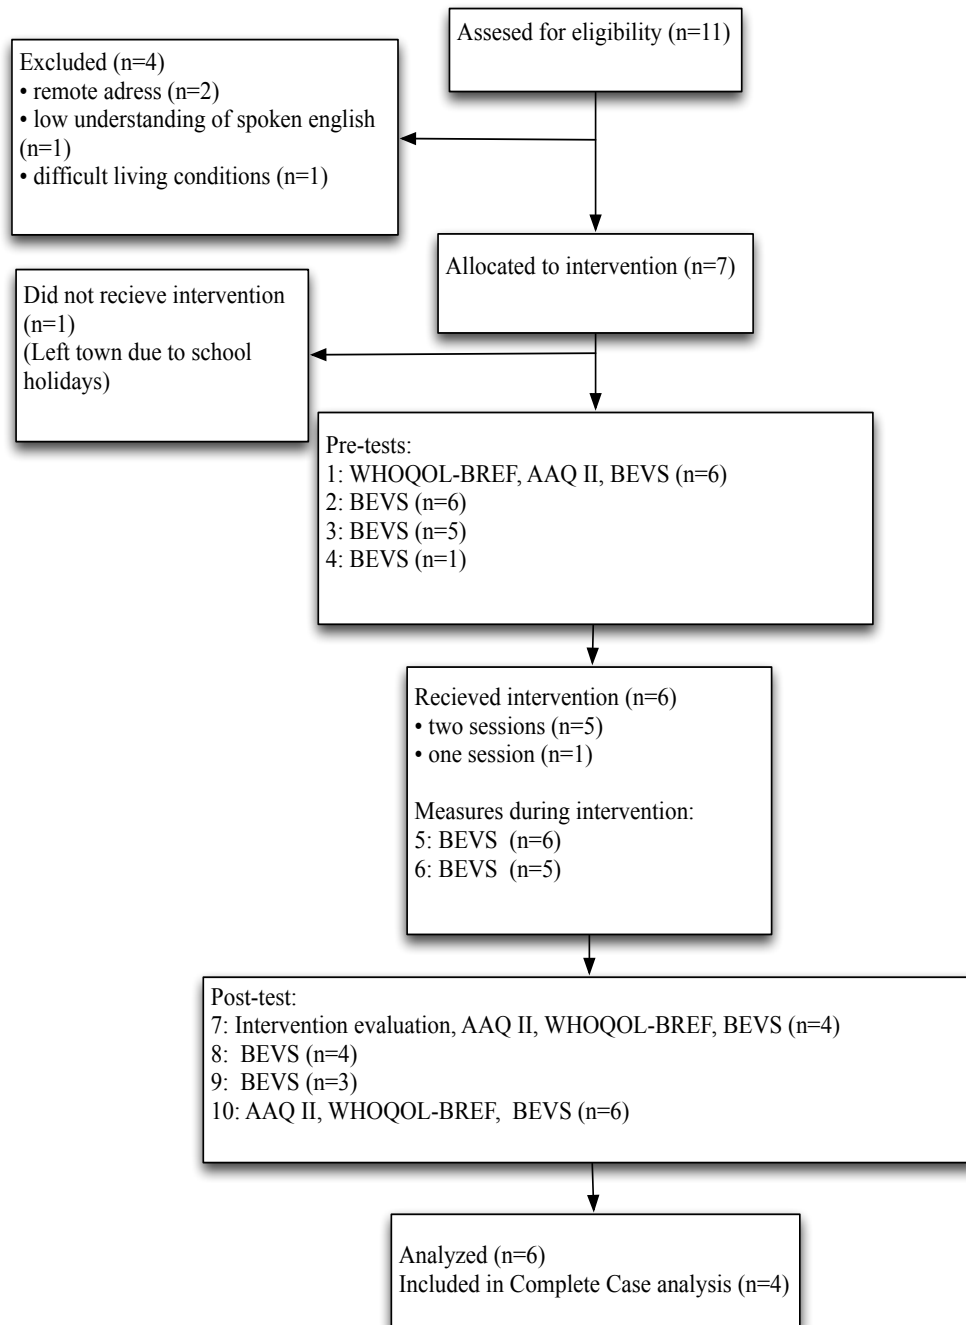 Assesed for eligibility (n=11)
Excluded (n=4)
• remote adress (n=2)
• low understanding of spoken english
(n=1)
• difficult living conditions (n=1)
Allocated to intervention (n=7)
Did not recieve intervention
(n=1)
(Left town due to school
holidays)
Pre-tests:
1: WHOQOL-BREF, AAQ II, BEVS (n=6)
2: BEVS (n=6)
3: BEVS (n=5)
4: BEVS (n=1)
Recieved intervention (n=6)
• two sessions (n=5)
• one session (n=1)
Measures during intervention:
5: BEVS (n=6)
6: BEVS (n=5)
Post-test:
7: Intervention evaluation, AAQ II, WHOQOL-BREF, BEVS (n=4)
8: BEVS (n=4)
9: BEVS (n=3)
10: AAQ II, WHOQOL-BREF, BEVS (n=6)
Analyzed (n=6)
Included in Complete Case analysis (n=4)